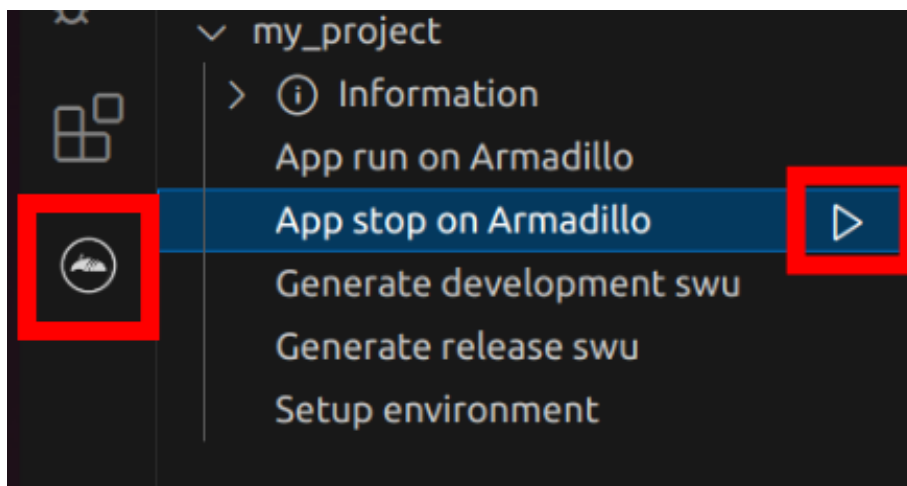 my_project
Information
App run on Armadillo
App stop on Armadillo
Generate development swu
Generate release swu
Setup environment